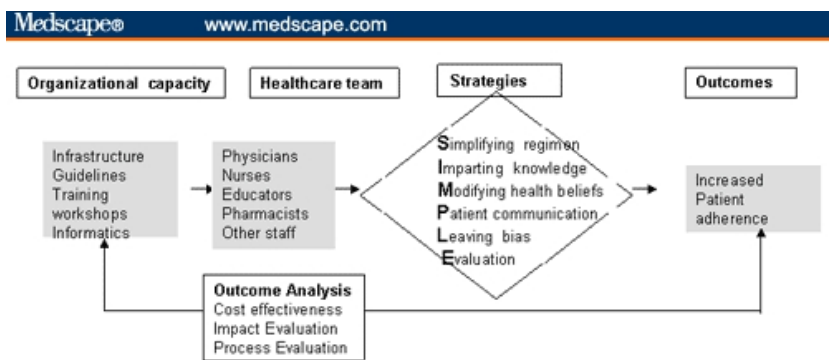 Medscape® www.medscape.com
Organizational capacity
Healthcare team
Strategies
Outcomes
Infrastructure
Guidelines
Training
workshops
Informatics
Physicians
Nurses
Educators
Pharmacists
Other staff
Simplifying regimen
Imparting knowledge
Modifying health beliefs
Patient communication
Leaving bias
Evaluation
Increased
Patient
adherence
Outcome Analysis
Cost effectiveness
Impact Evaluation
Process Evaluation